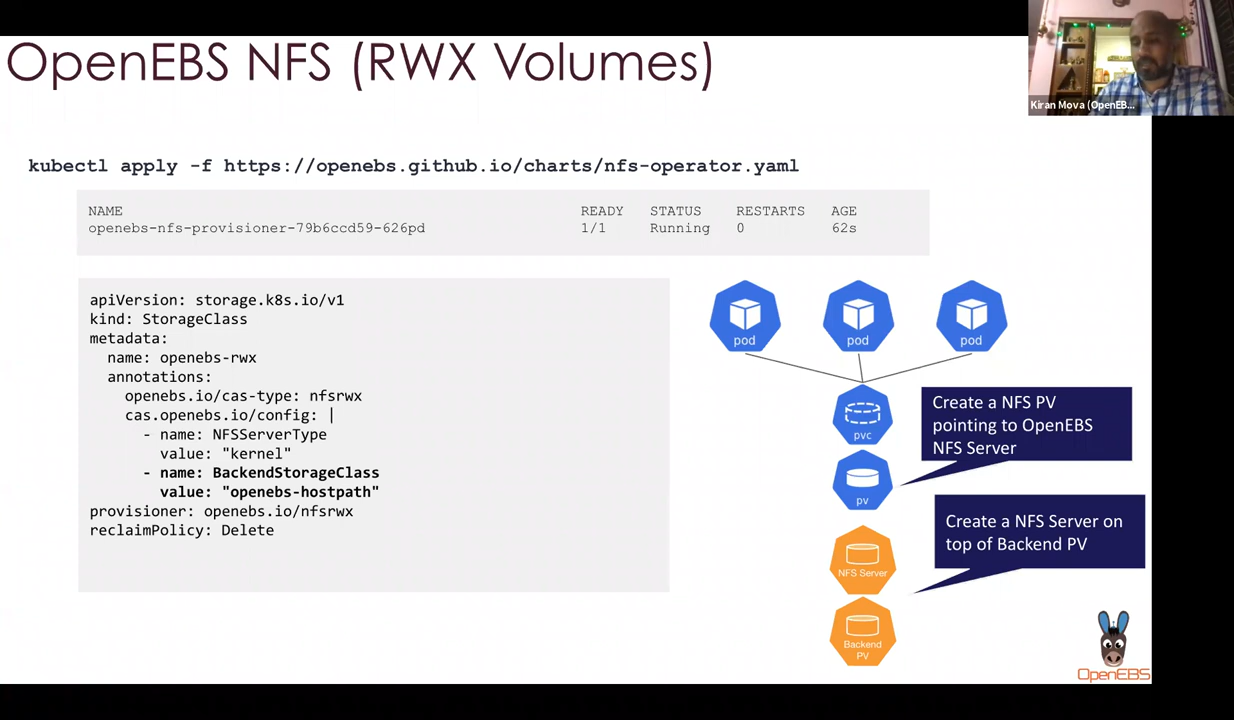 OpenEBS NFS (RWX Volumes)
Kiran Mova (OpenEB...
kubectl apply -f https://openebs.github.io/charts/nfs-operator.yaml
NAME READY STATUS RESTARTS AGE
openebs-nfs-provisioner-79b6ccd59-626pd 1/1 Running 0 62s
apiVersion: storage.k8s.io/v1
kind: StorageClass
metadata:
name: openebs-rwx
annotations:
openebs.io/cas-type: nfsrwx
cas.openebs.io/config: |
- name: NFSServerType
value: "kernel"
- name: BackendStorageClass
value: "openebs-hostpath"
provisioner: openebs.io/nfsrwx
reclaimPolicy: Delete
pod pod pod
pvc
Create a NFS PV
pointing to OpenEBS
NFS Server
pv
Create a NFS Server on
top of Backend PV
NFS Server
Backend
PV
OpenEBS